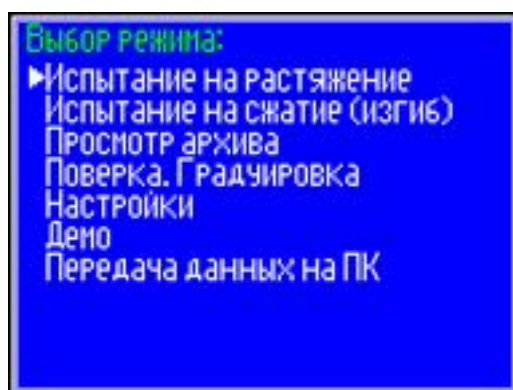 Выбор режима:
Испытание на растяжение
Испытание на сжатие (изгиб)
Просмотр архива
Поверка. Градуировка
Настройки
Демо
Передача данных на ПК